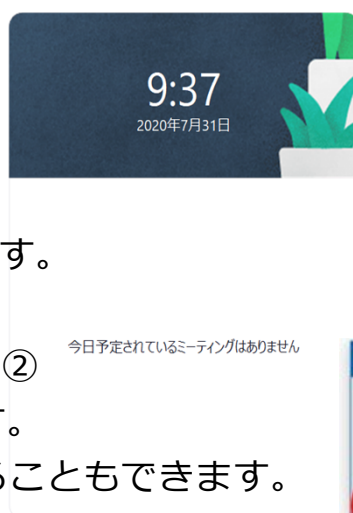 9:37
2020年7月31日
す。
今日予定されているミーティングはありません
②
。
ることもできます。